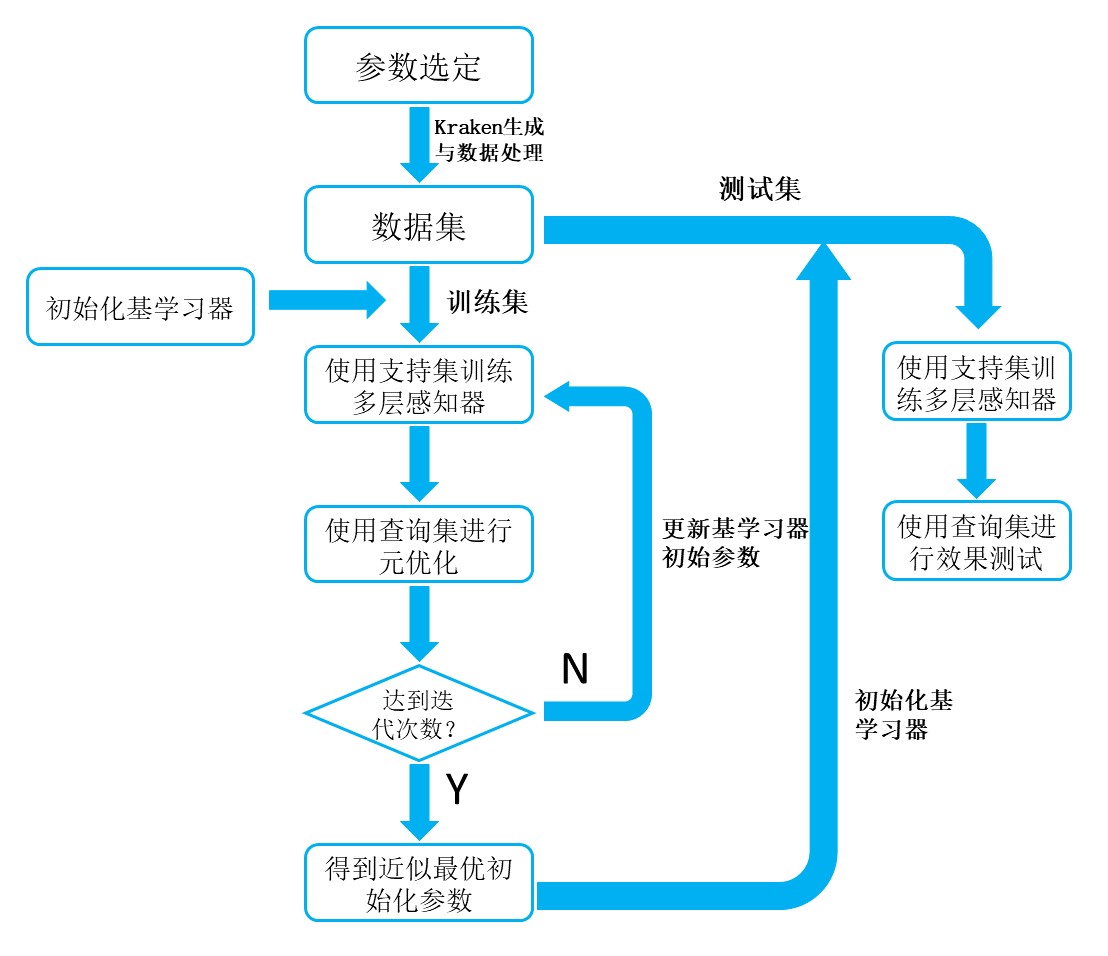 参数选定
Kraken生成
与数据处理
测试集
数据集
初始化基学习器
训练集
使用支持集训练
多层感知器
使用支持集训
练多层感知器
使用查询集进行
元优化
更新基学习器
初始参数
使用查询集进
行效果测试
N
达到迭
代次数?
初始化基
学习器
Y
得到近似最优初
始化参数